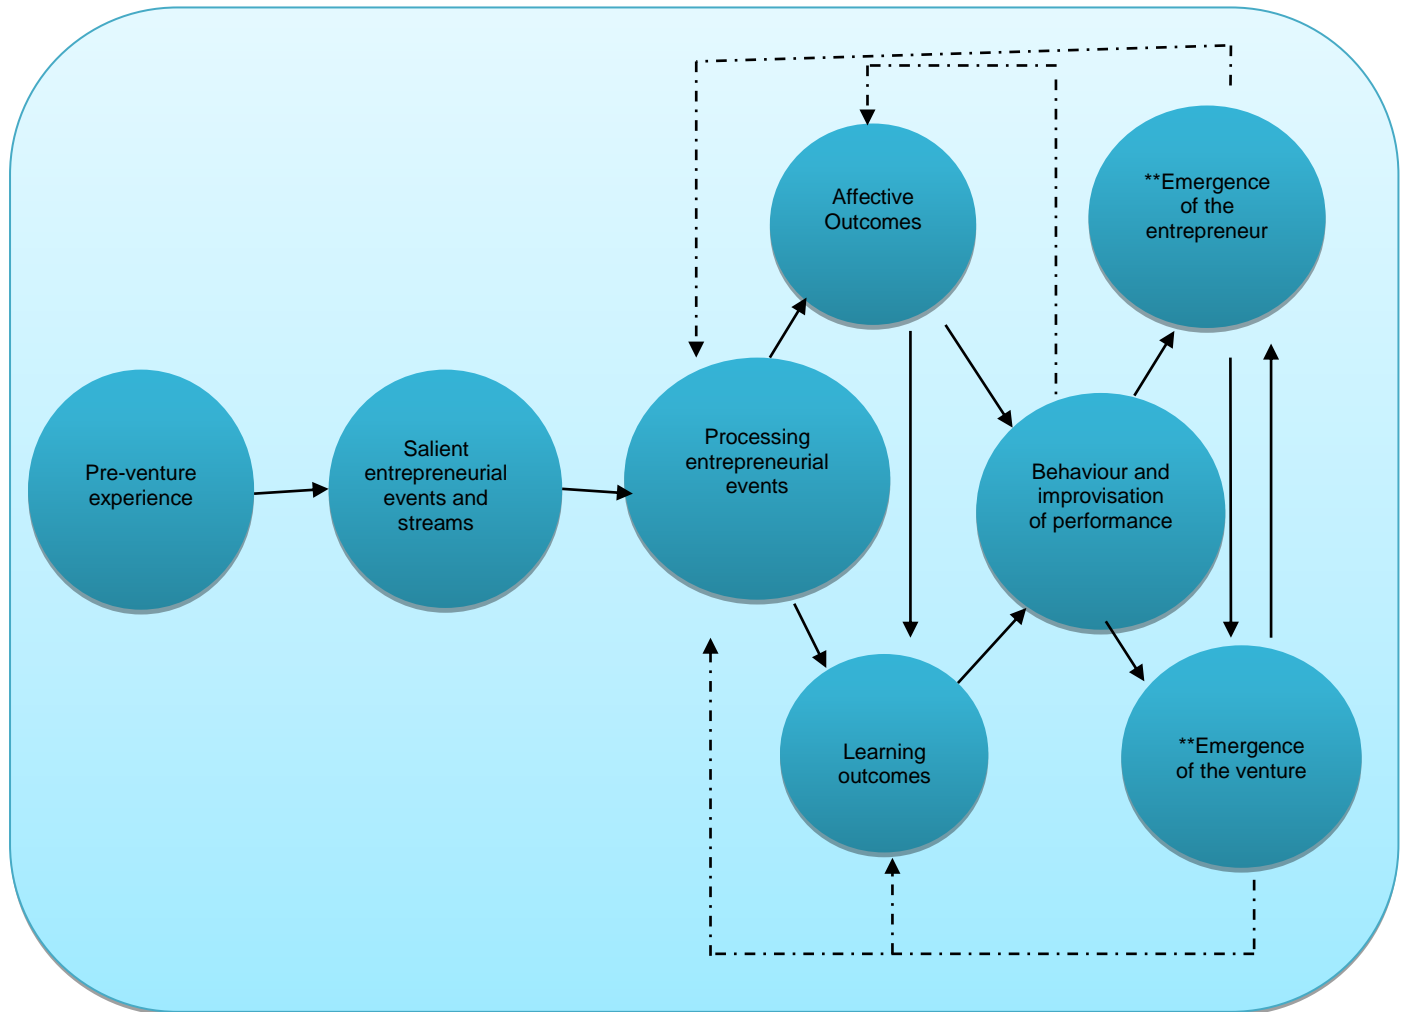 Pre-venture
experience
Salient
entrepreneurial
events and
streams
Processing
entrepreneurial
events
Affective
Outcomes
Learning
outcomes
Behaviour and
improvisation
of performance
**Emergence
of the
entrepreneur
**Emergence
of the venture